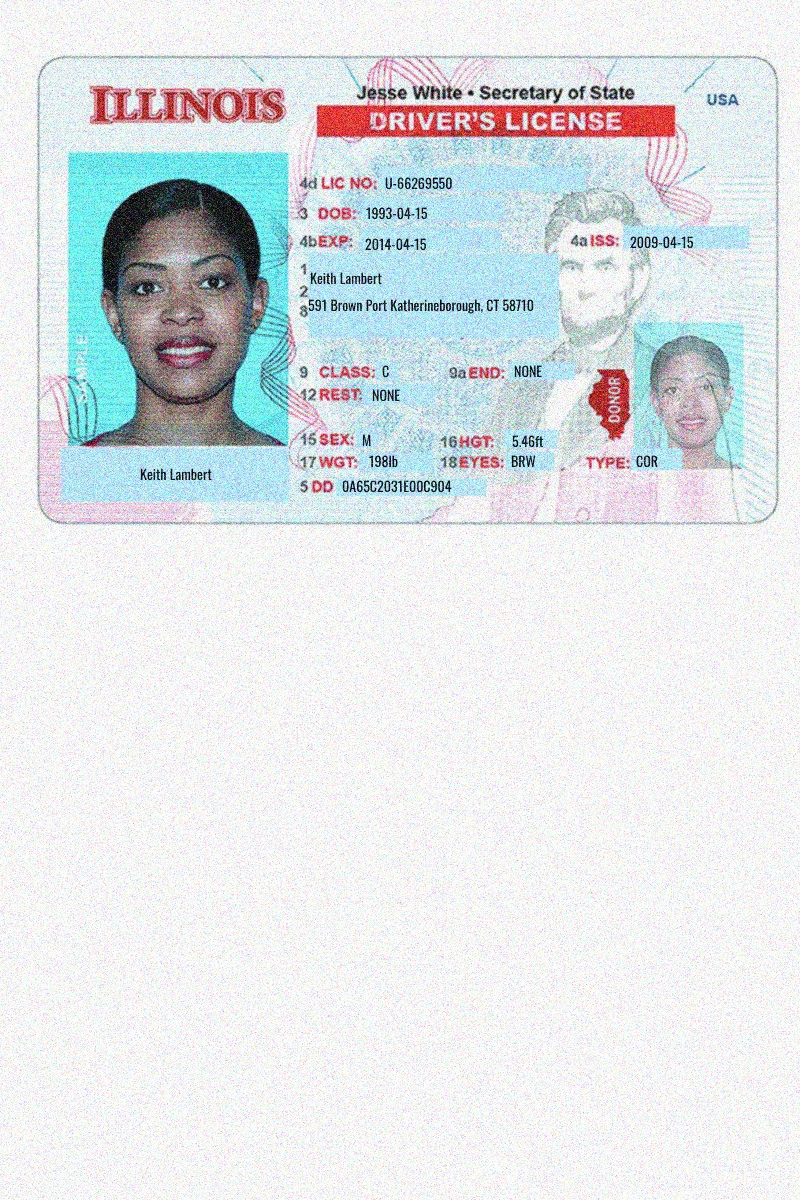 ILLINOIS
Jesse White • Secretary of State
USA
DRIVER'S LICENSE
4d LIC NO: U-66269550
3 DOB: 1993-04-15
4b EXP: 2014-04-15 4a ISS: 2009-04-15
1 Keith Lambert
2
8 591 Brown Port Katherineborough, CT 58710
9 CLASS: C 9a END: NONE
12 REST: NONE
DONOR
15 SEX: M 16 HGT: 5.46ft
17 WGT: 198lb 18 EYES: BRW TYPE: COR
5 DD 0A65C2031E00C904
Keith Lambert